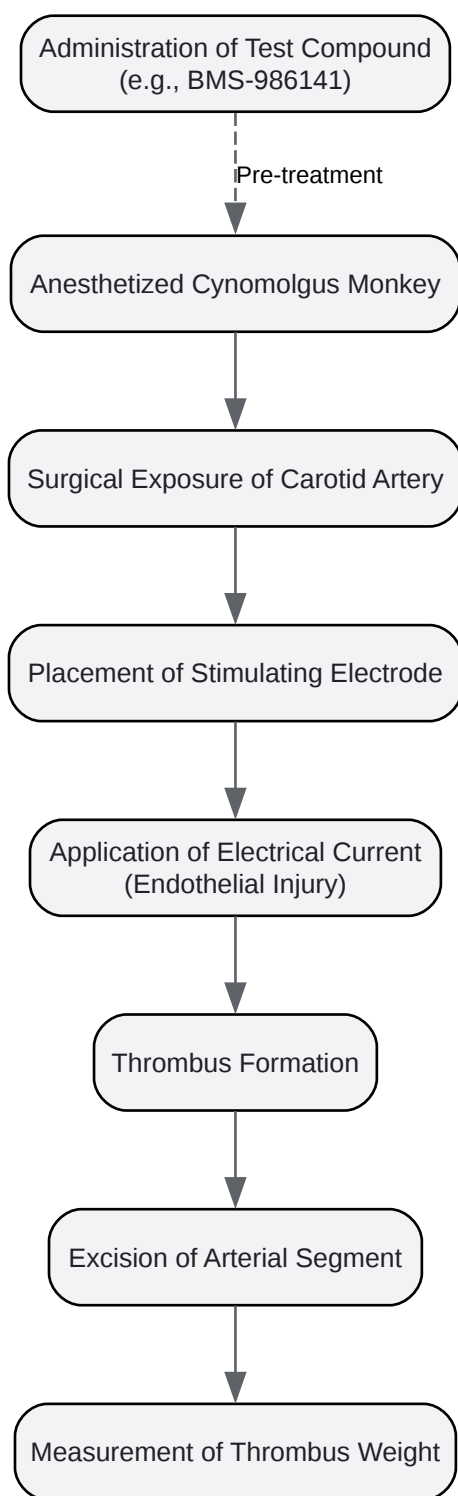 Administration of Test Compound
(e.g., BMS-986141)
Pre-treatment
Anesthetized Cynomolgus Monkey
Surgical Exposure of Carotid Artery
Placement of Stimulating Electrode
Application of Electrical Current
(Endothelial Injury)
Thrombus Formation
Excision of Arterial Segment
Measurement of Thrombus Weight